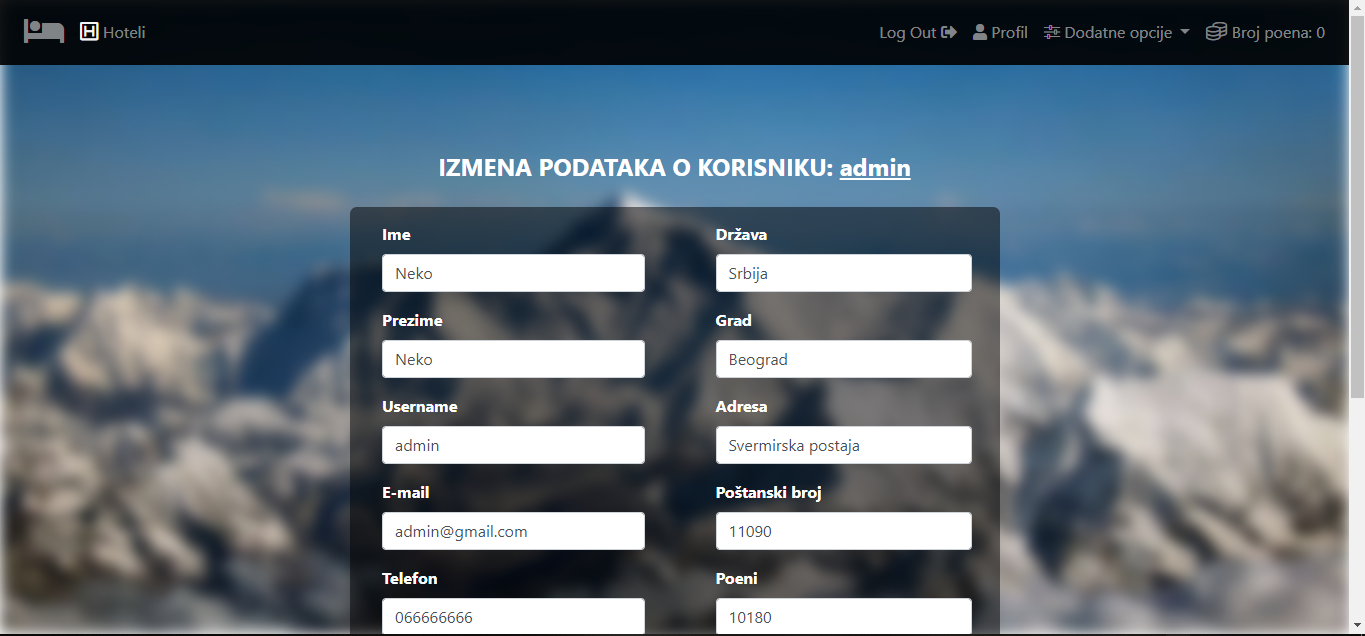 H Hoteli
Log Out Profil Dodatne opcije Broj poena: 0
IZMENA PODATAKA O KORISNIKU: admin
Ime
Neko
Prezime
Neko
Username
admin
E-mail
admin@gmail.com
Telefon
066666666
Država
Srbija
Grad
Beograd
Adresa
Svermirska postaja
Poštanski broj
11090
Poeni
10180